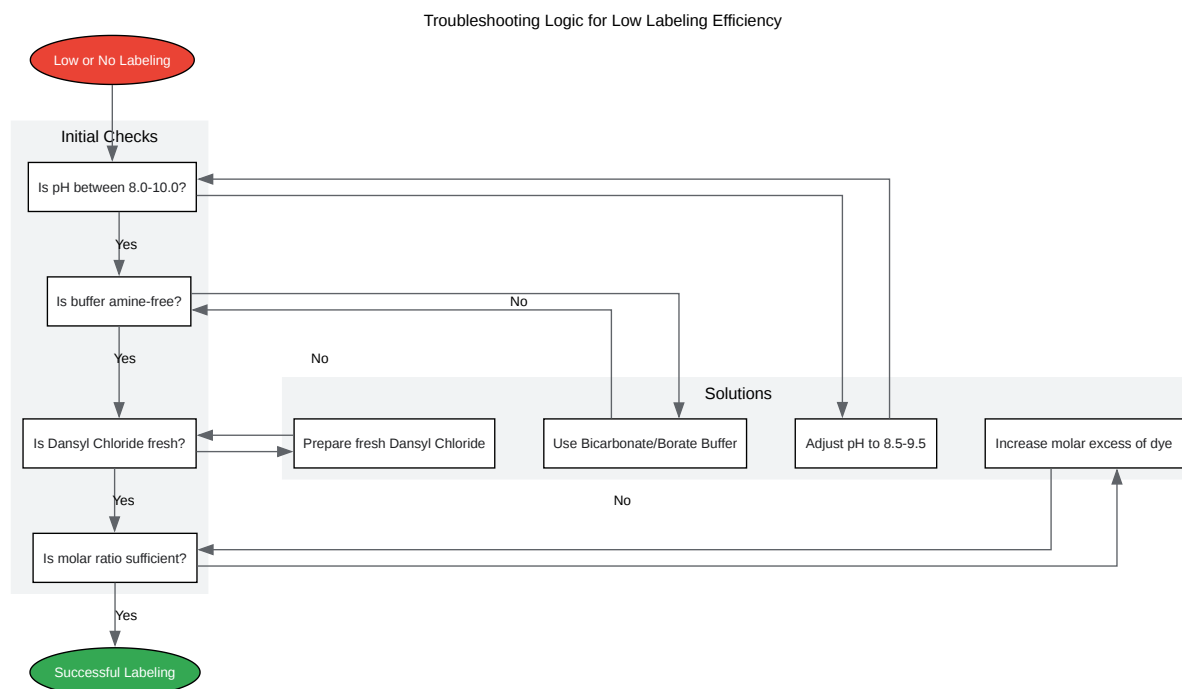 Troubleshooting Logic for Low Labeling Efficiency
Low or No Labeling
Initial Checks
Is pH between 8.0-10.0?
Yes
Is buffer amine-free?
No
Yes
No
Solutions
Is Dansyl Chloride fresh?
Prepare fresh Dansyl Chloride
Use Bicarbonate/Borate Buffer
Adjust pH to 8.5-9.5
Increase molar excess of dye
Yes
No
Is molar ratio sufficient?
Yes
Successful Labeling